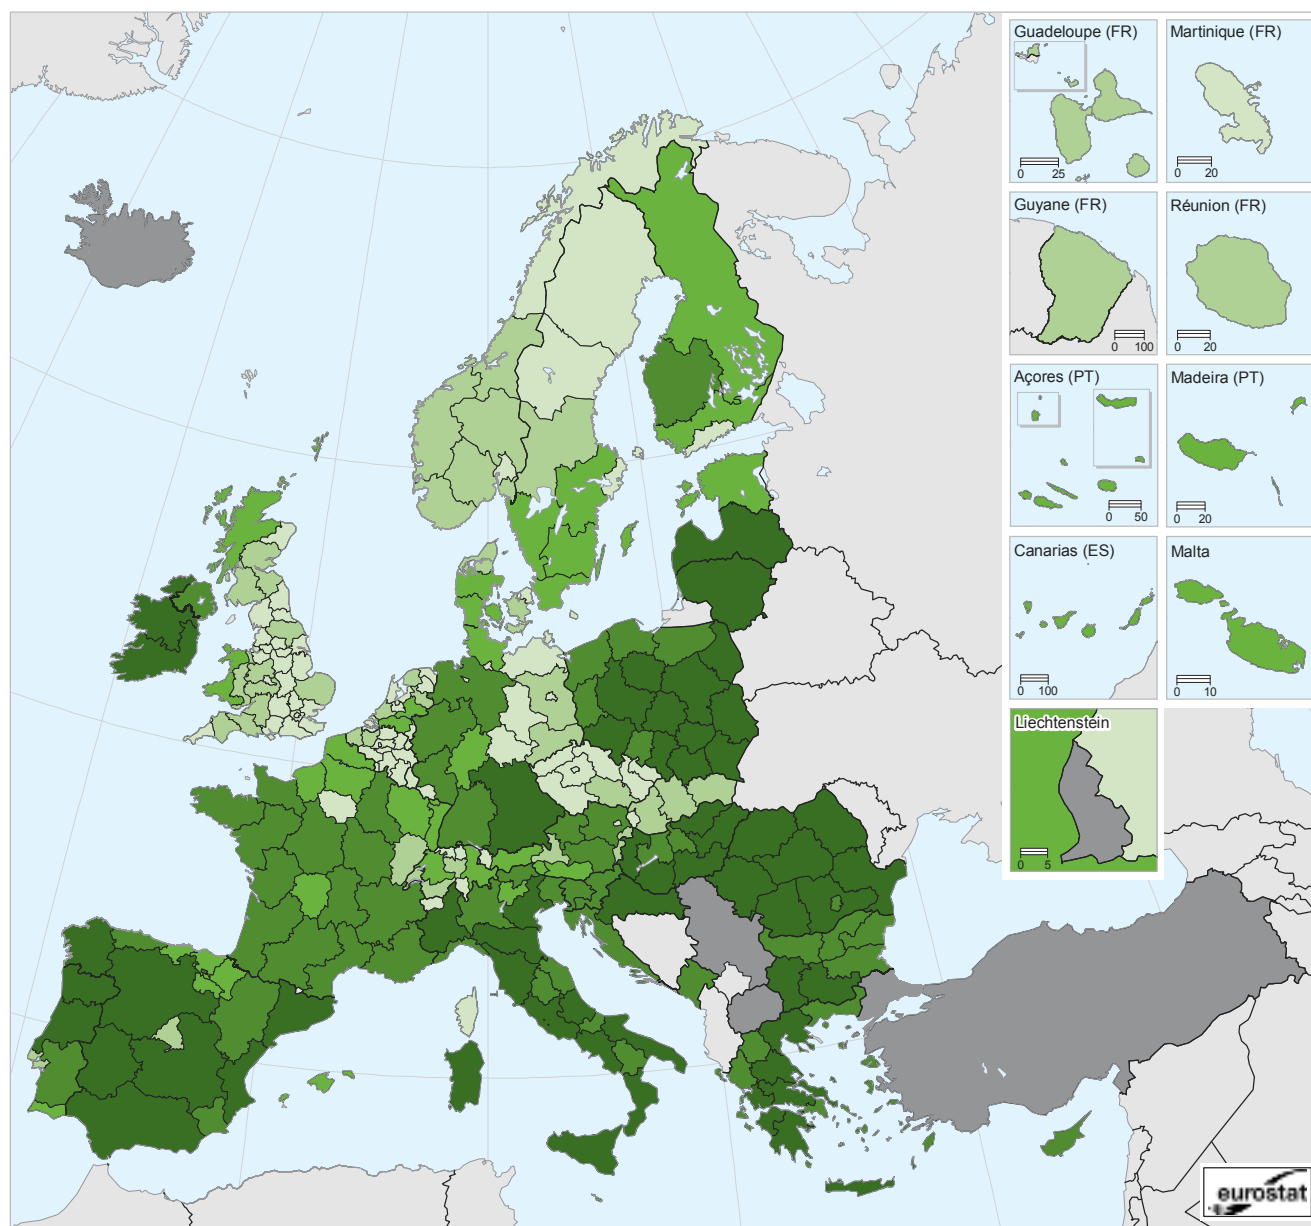 Guadeloupe (FR)
0 25
Martinique (FR)
0 20
Guyane (FR)
0 100
Réunion (FR)
0 20
Açores (PT)
0 50
Madeira (PT)
0 20
Canarias (ES)
0 100
Malta
0 10
Liechtenstein
0 5
eurostat